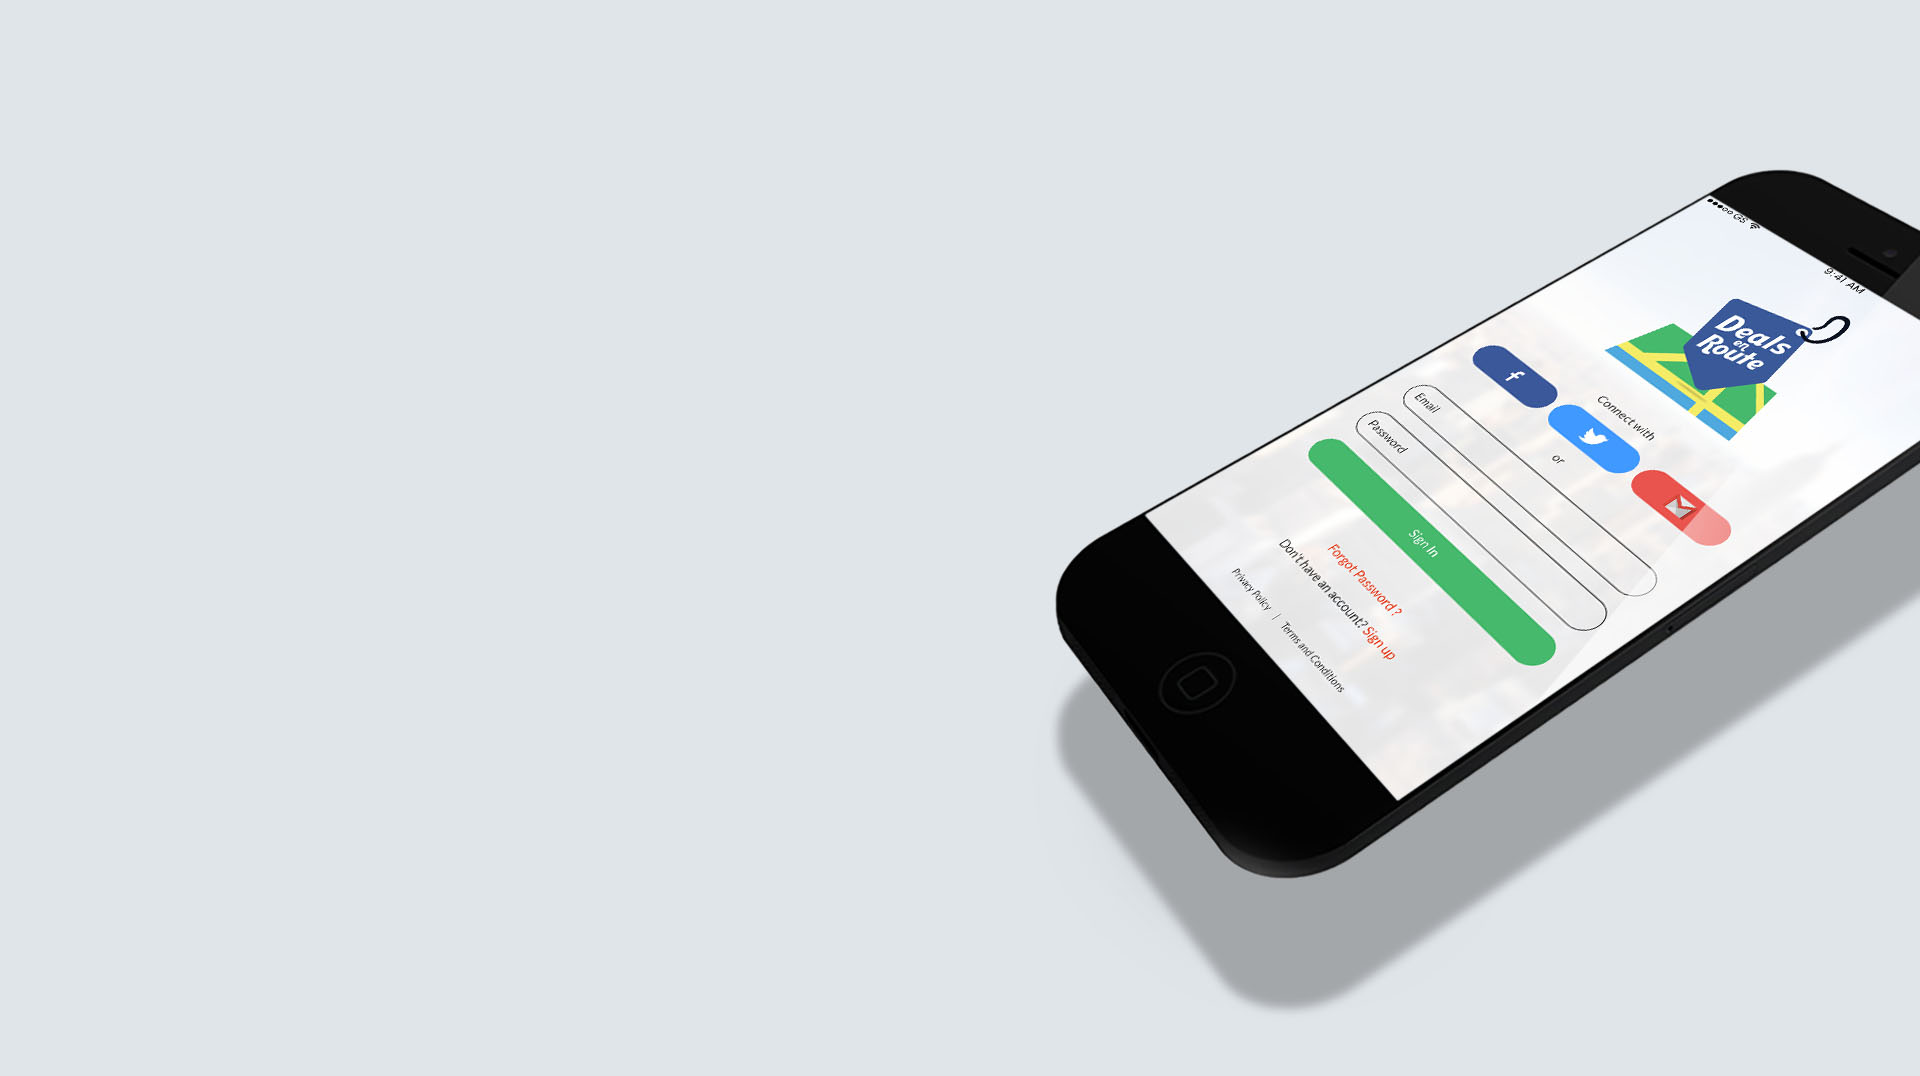 GS
9:41 AM
Deals
en
Route
Connect with
f
or
Email
Password
Sign In
Forgot Password ?
Don't have an account? Sign up
Privacy Policy | Terms and Conditions